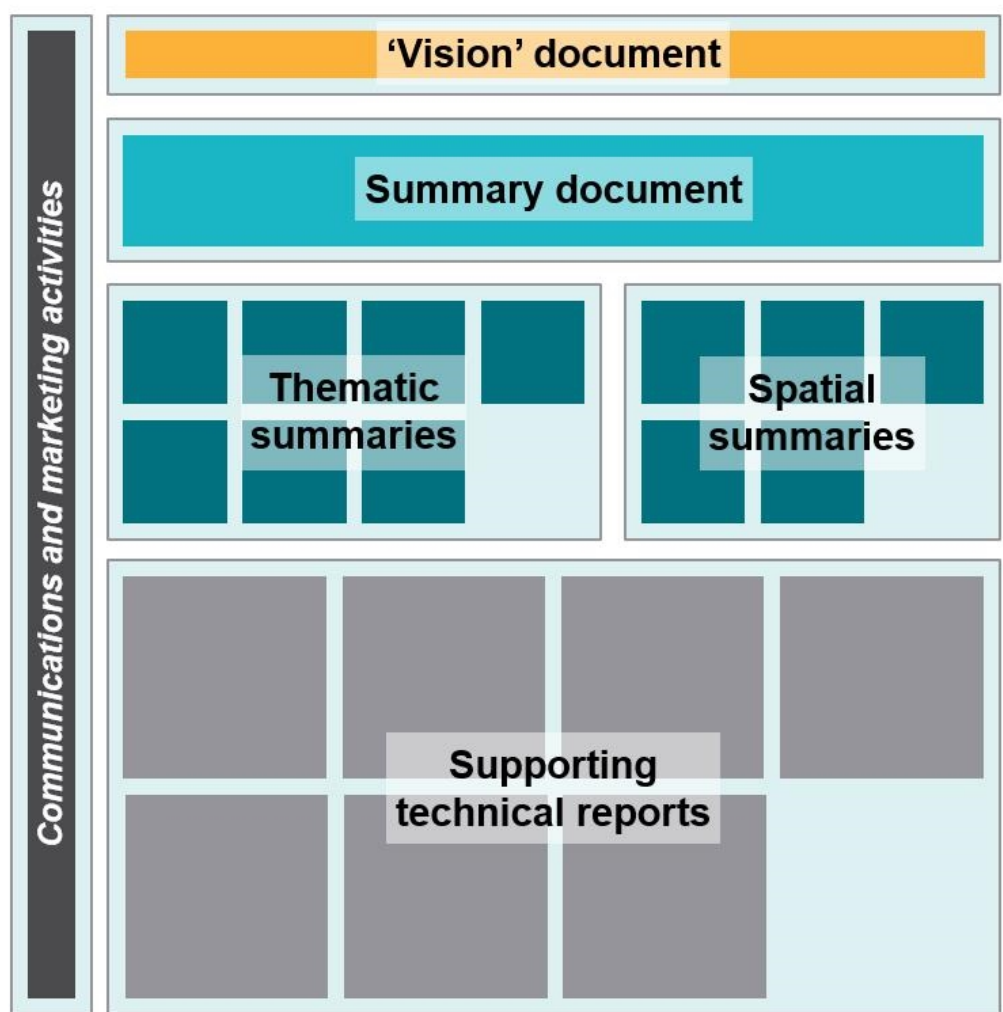 Communications and marketing activities
‘Vision’ document
Summary document
Thematic
summaries
Spatial
summaries
Supporting
technical reports